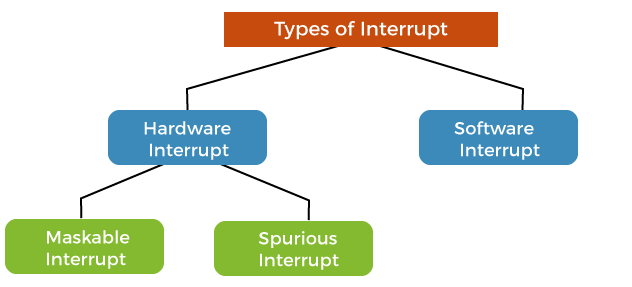 Types of Interrupt
Hardware
Interrupt
Software
Interrupt
Maskable
Interrupt
Spurious
Interrupt